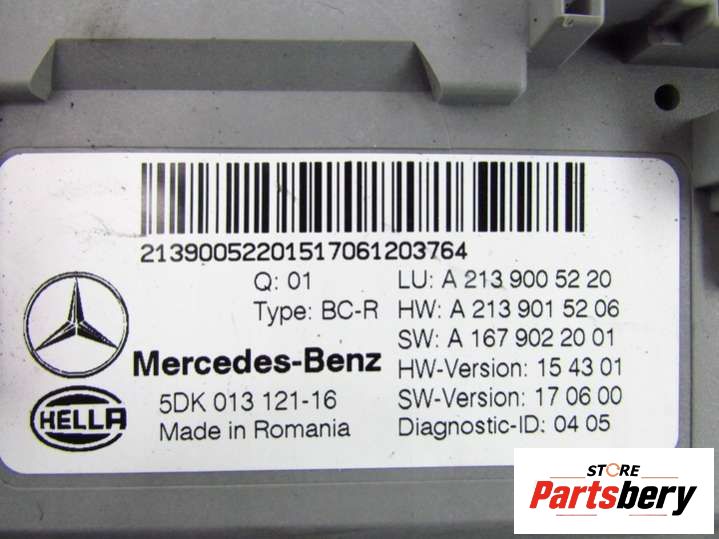 21390052201517061203764
Q: 01 LU: A 213 900 52 20
Type: BC-R HW: A 213 901 52 06
SW: A 167 902 20 01
Mercedes-Benz HW-Version: 15 43 01
5DK 013 121-16 SW-Version: 17 06 00
HELLA
Made in Romania Diagnostic-ID: 04 05
STORE
Partsbery